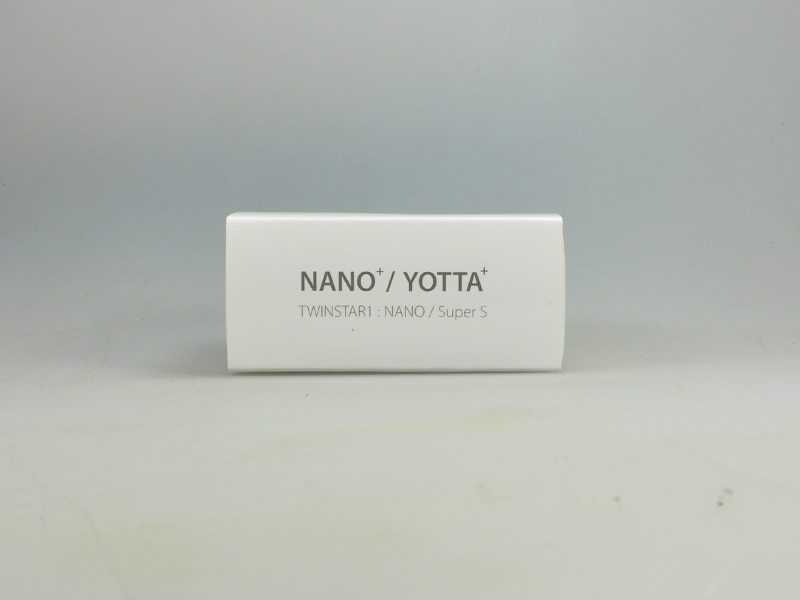 NANO⁺/ YOTTA⁺
TWINSTAR1 : NANO / Super S